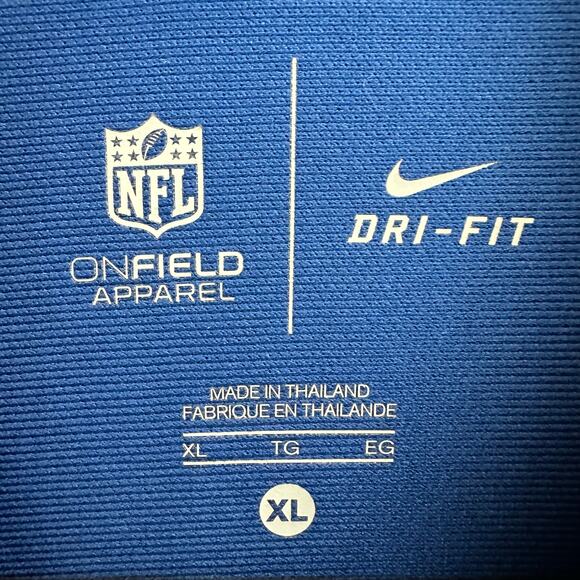 NFL
ONFIELD
APPAREL
DRI-FIT
MADE IN THAILAND
FABRIQUE EN THAILANDE
XL TG EG
XL